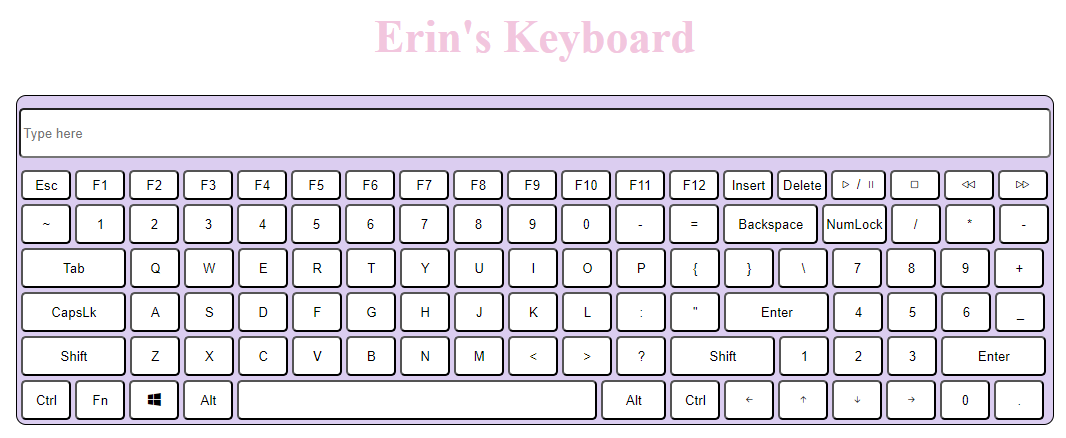 Erin's Keyboard
Type here
Esc F1 F2 F3 F4 F5 F6 F7 F8 F9 F10 F11 F12 Insert Delete ▷ / ⏸ □ ◁◁ ▷▷
~ 1 2 3 4 5 6 7 8 9 0 - = Backspace NumLock / * -
Tab Q W E R T Y U I O P { } \ 7 8 9 +
CapsLk A S D F G H J K L : " Enter 4 5 6 _
Shift Z X C V B N M < > ? Shift 1 2 3 Enter
Ctrl Fn Alt Alt Ctrl ← ↑ ↓ → 0 .